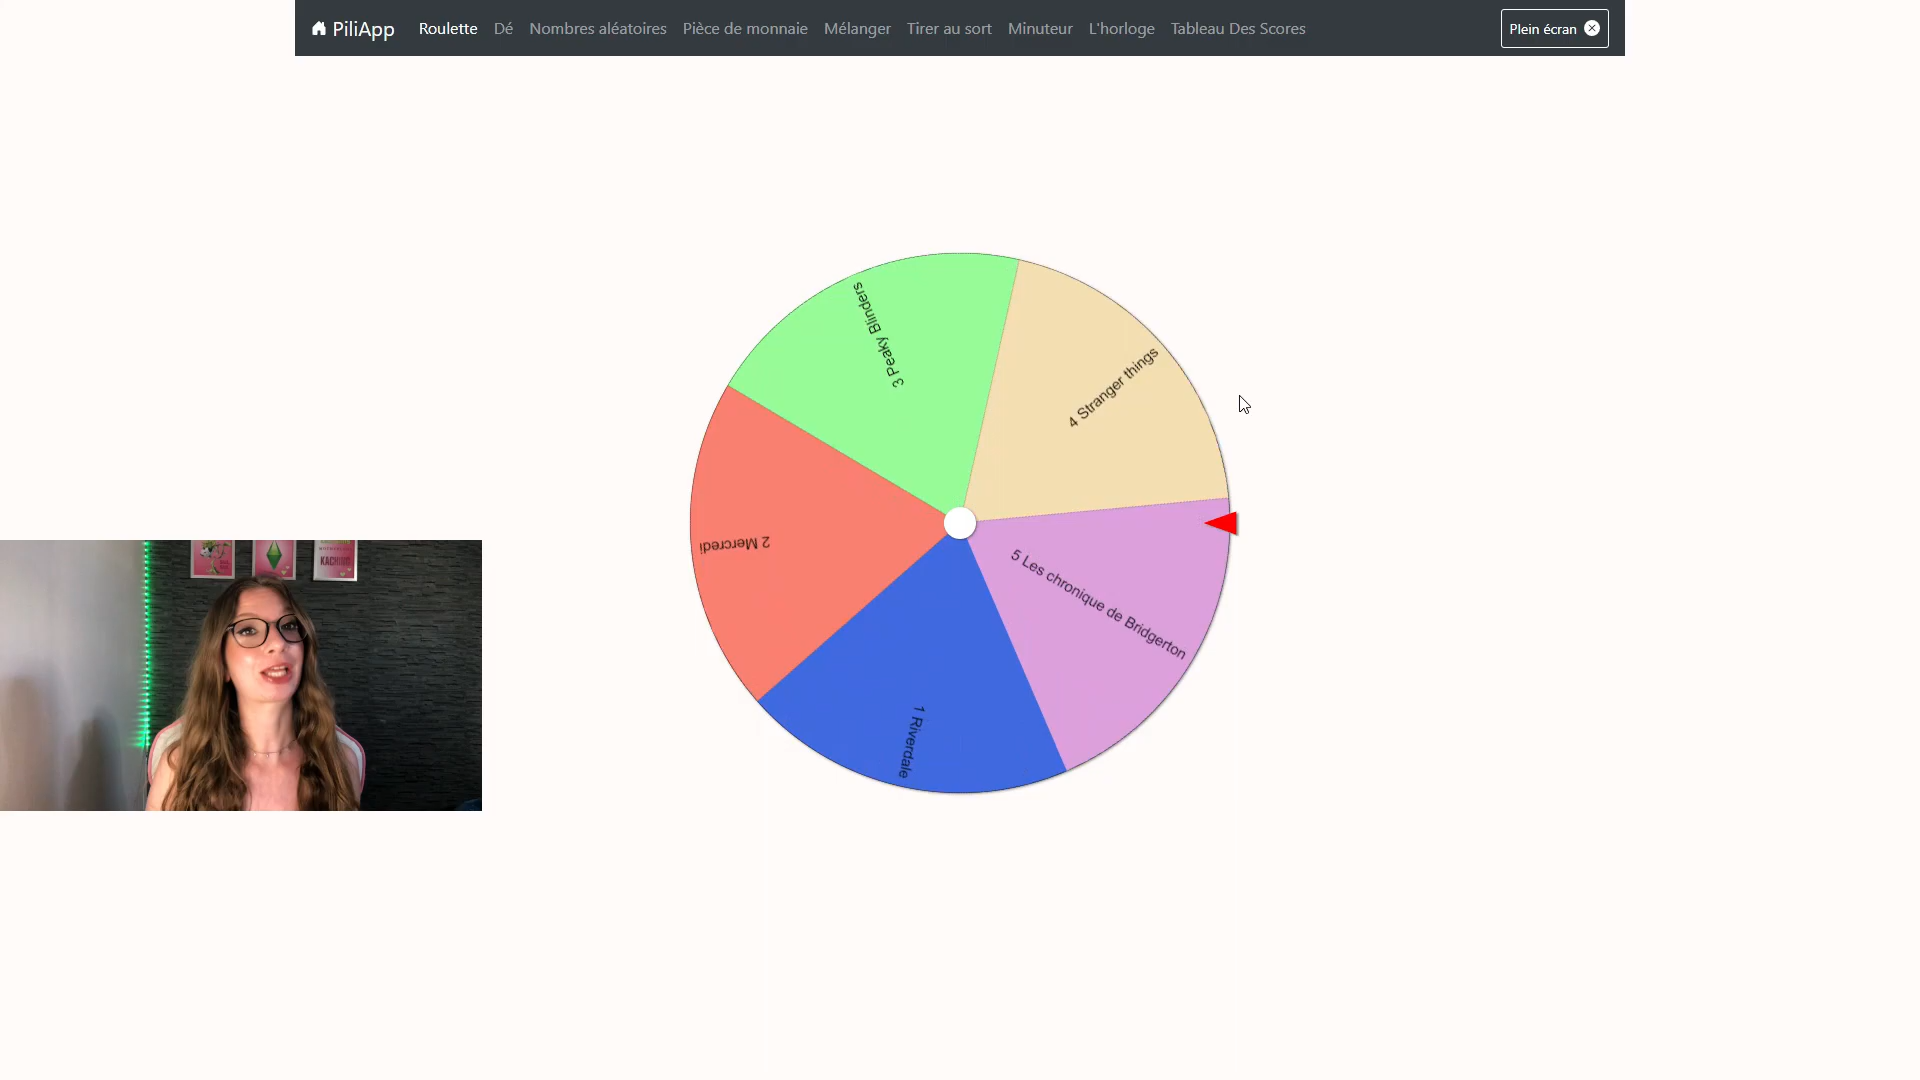 PiliApp
Roulette
Dé
Nombres aléatoires
Pièce de monnaie
Mélanger
Tirer au sort
Minuteur
L'horloge
Tableau Des Scores
Plein écran
3 Peaky Blinders
4 Stranger things
2 Mercredi
5 Les chronique de Bridgerton
1 Riverdale
KACHING